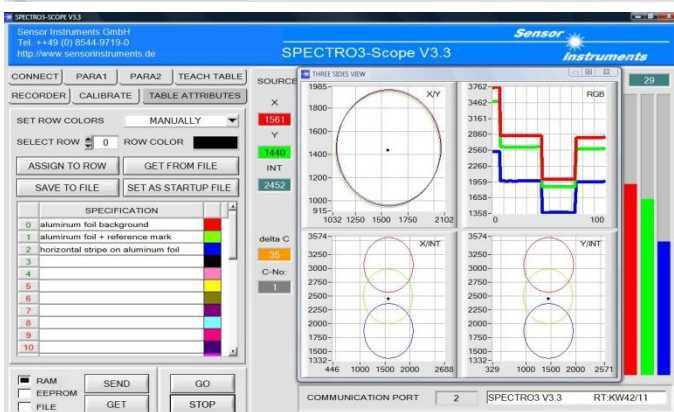 SPECTRO3-SCOPE V3.3
Sensor Instruments GmbH
Tel. ++49 (0) 8544-9719-0
http://www.sensorinstruments.de
SPECTRO3-Scope V3.3
Sensor
Instruments
CONNECT PARA1 PARA2 TEACH TABLE
RECORDER CALIBRATE TABLE ATTRIBUTES
SET ROW COLORS MANUALLY
SELECT ROW 0 ROW COLOR
ASSIGN TO ROW GET FROM FILE
SAVE TO FILE SET AS STARTUP FILE
SPECIFICATION
0 aluminum foil background
1 aluminum foil + reference mark
2 horizontal stripe on aluminum foil
3
4
5
6
7
8
9
10
RAM
EEPROM
FILE
SEND GO
GET STOP
SOURCE
X
1561
Y
1440
INT
2452
delta C
35
C-No:
1
THREE SIDES VIEW
29
X/Y
1985-
1800-
1600-
1400-
1200-
1000-
915-
1032 1250 1500 1750 2102
RGB
3762-
3462-
3161-
2860-
2560-
2260-
1959-
1658-
1358-
0 100
X/INT
3574-
3250-
3000-
2750-
2500-
2250-
2000-
1750-
1500-
1332-
446 1000 1500 2000 2688
Y/INT
3574-
3250-
3000-
2750-
2500-
2250-
2000-
1750-
1500-
1332-
329 1000 1500 2000 2571
COMMUNICATION PORT 2 SPECTRO3 V3.3 RT:KW42/11